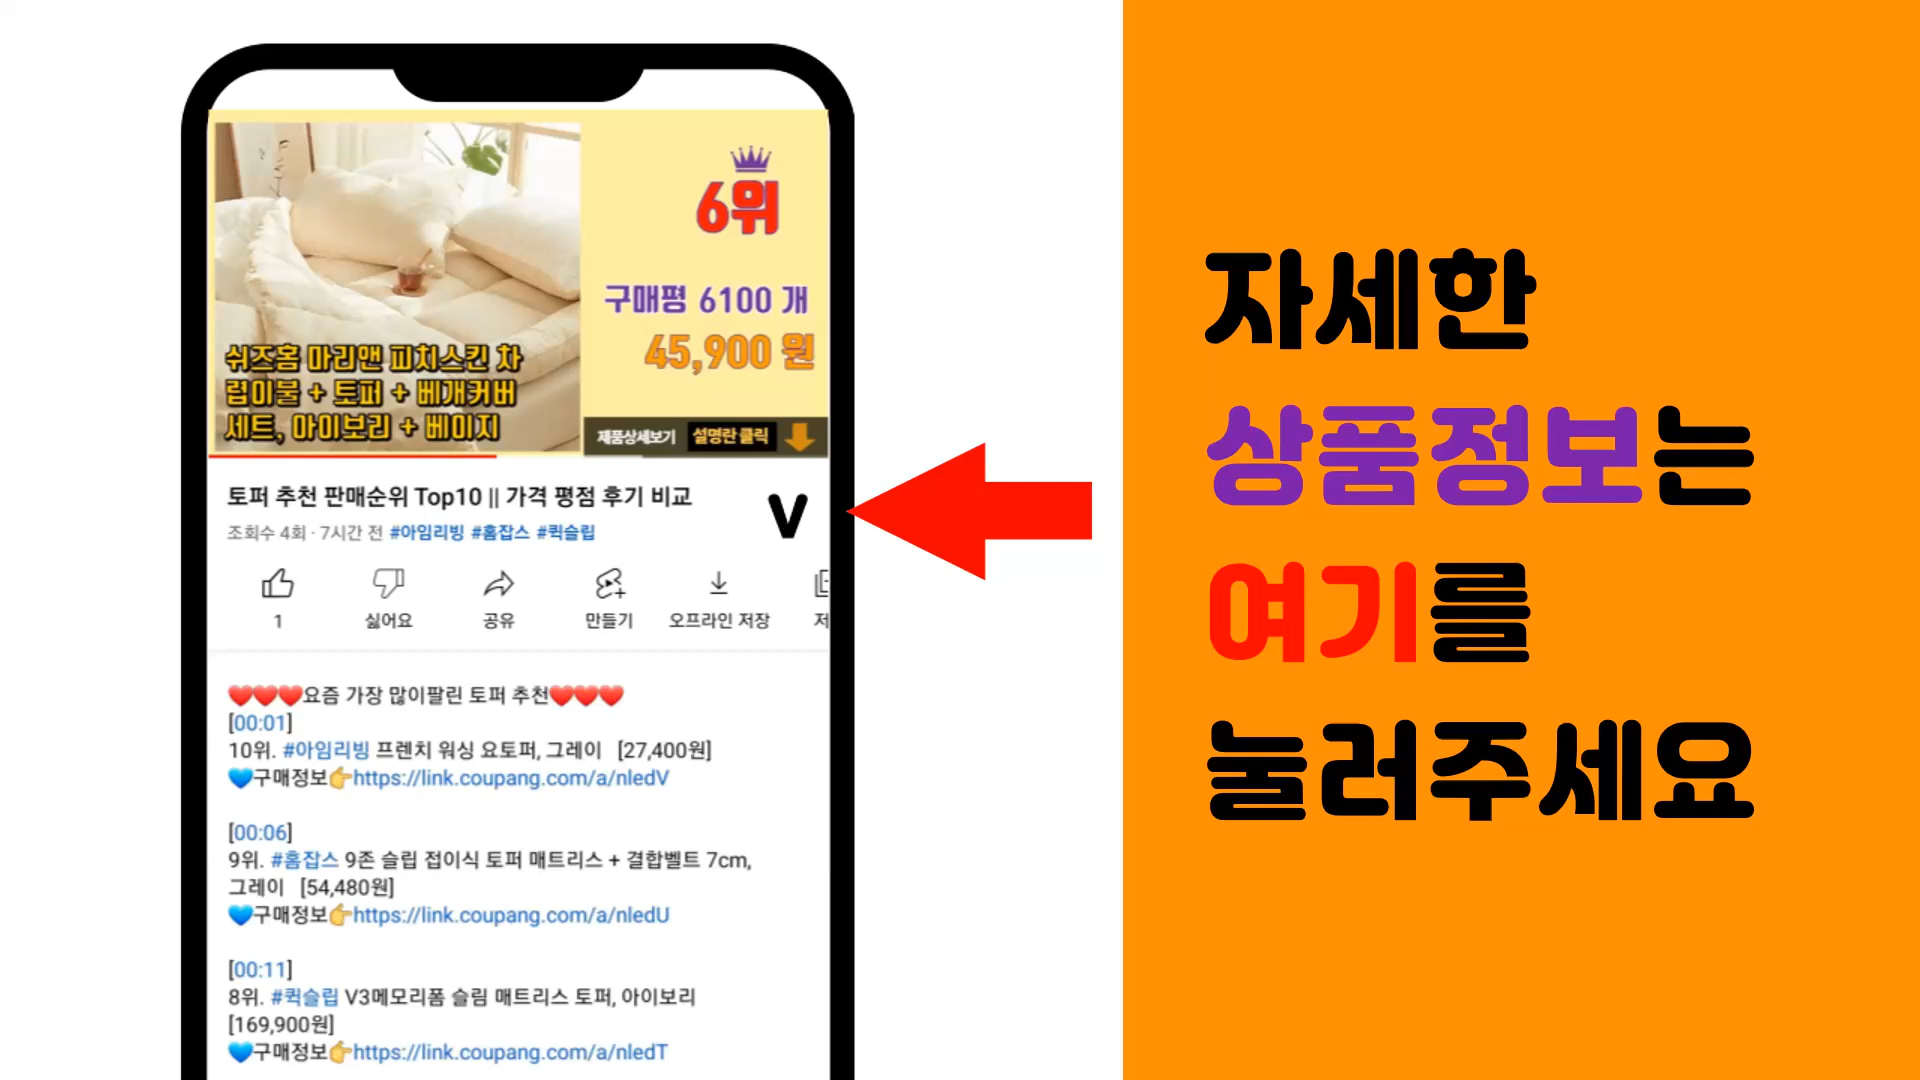 6위
구매평 6100 개
45,900 원
쉬즈홈 마리앤 피치스킨 차
렵이불 + 토퍼 + 베개커버
세트, 아이보리 + 베이지
제품상세보기 설명란 클릭
토퍼 추천 판매순위 Top10 || 가격 평점 후기 비교
V
조회수 4회 · 7시간 전 #아임리빙 #홈잡스 #퀵슬립
1 싫어요 공유 만들기 오프라인 저장 저
❤️❤️❤️요즘 가장 많이팔린 토퍼 추천❤️❤️❤️
[00:01]
10위. #아임리빙 프렌치 워싱 요토퍼, 그레이 [27,400원]
💙구매정보👉https://link.coupang.com/a/nledV
[00:06]
9위. #홈잡스 9존 슬립 접이식 토퍼 매트리스 + 결합벨트 7cm,
그레이 [54,480원]
💙구매정보👉https://link.coupang.com/a/nledU
[00:11]
8위. #퀵슬립 V3메모리폼 슬림 매트리스 토퍼, 아이보리
[169,900원]
💙구매정보👉https://link.coupang.com/a/nledT
자세한
상품정보는
여기를
눌러주세요